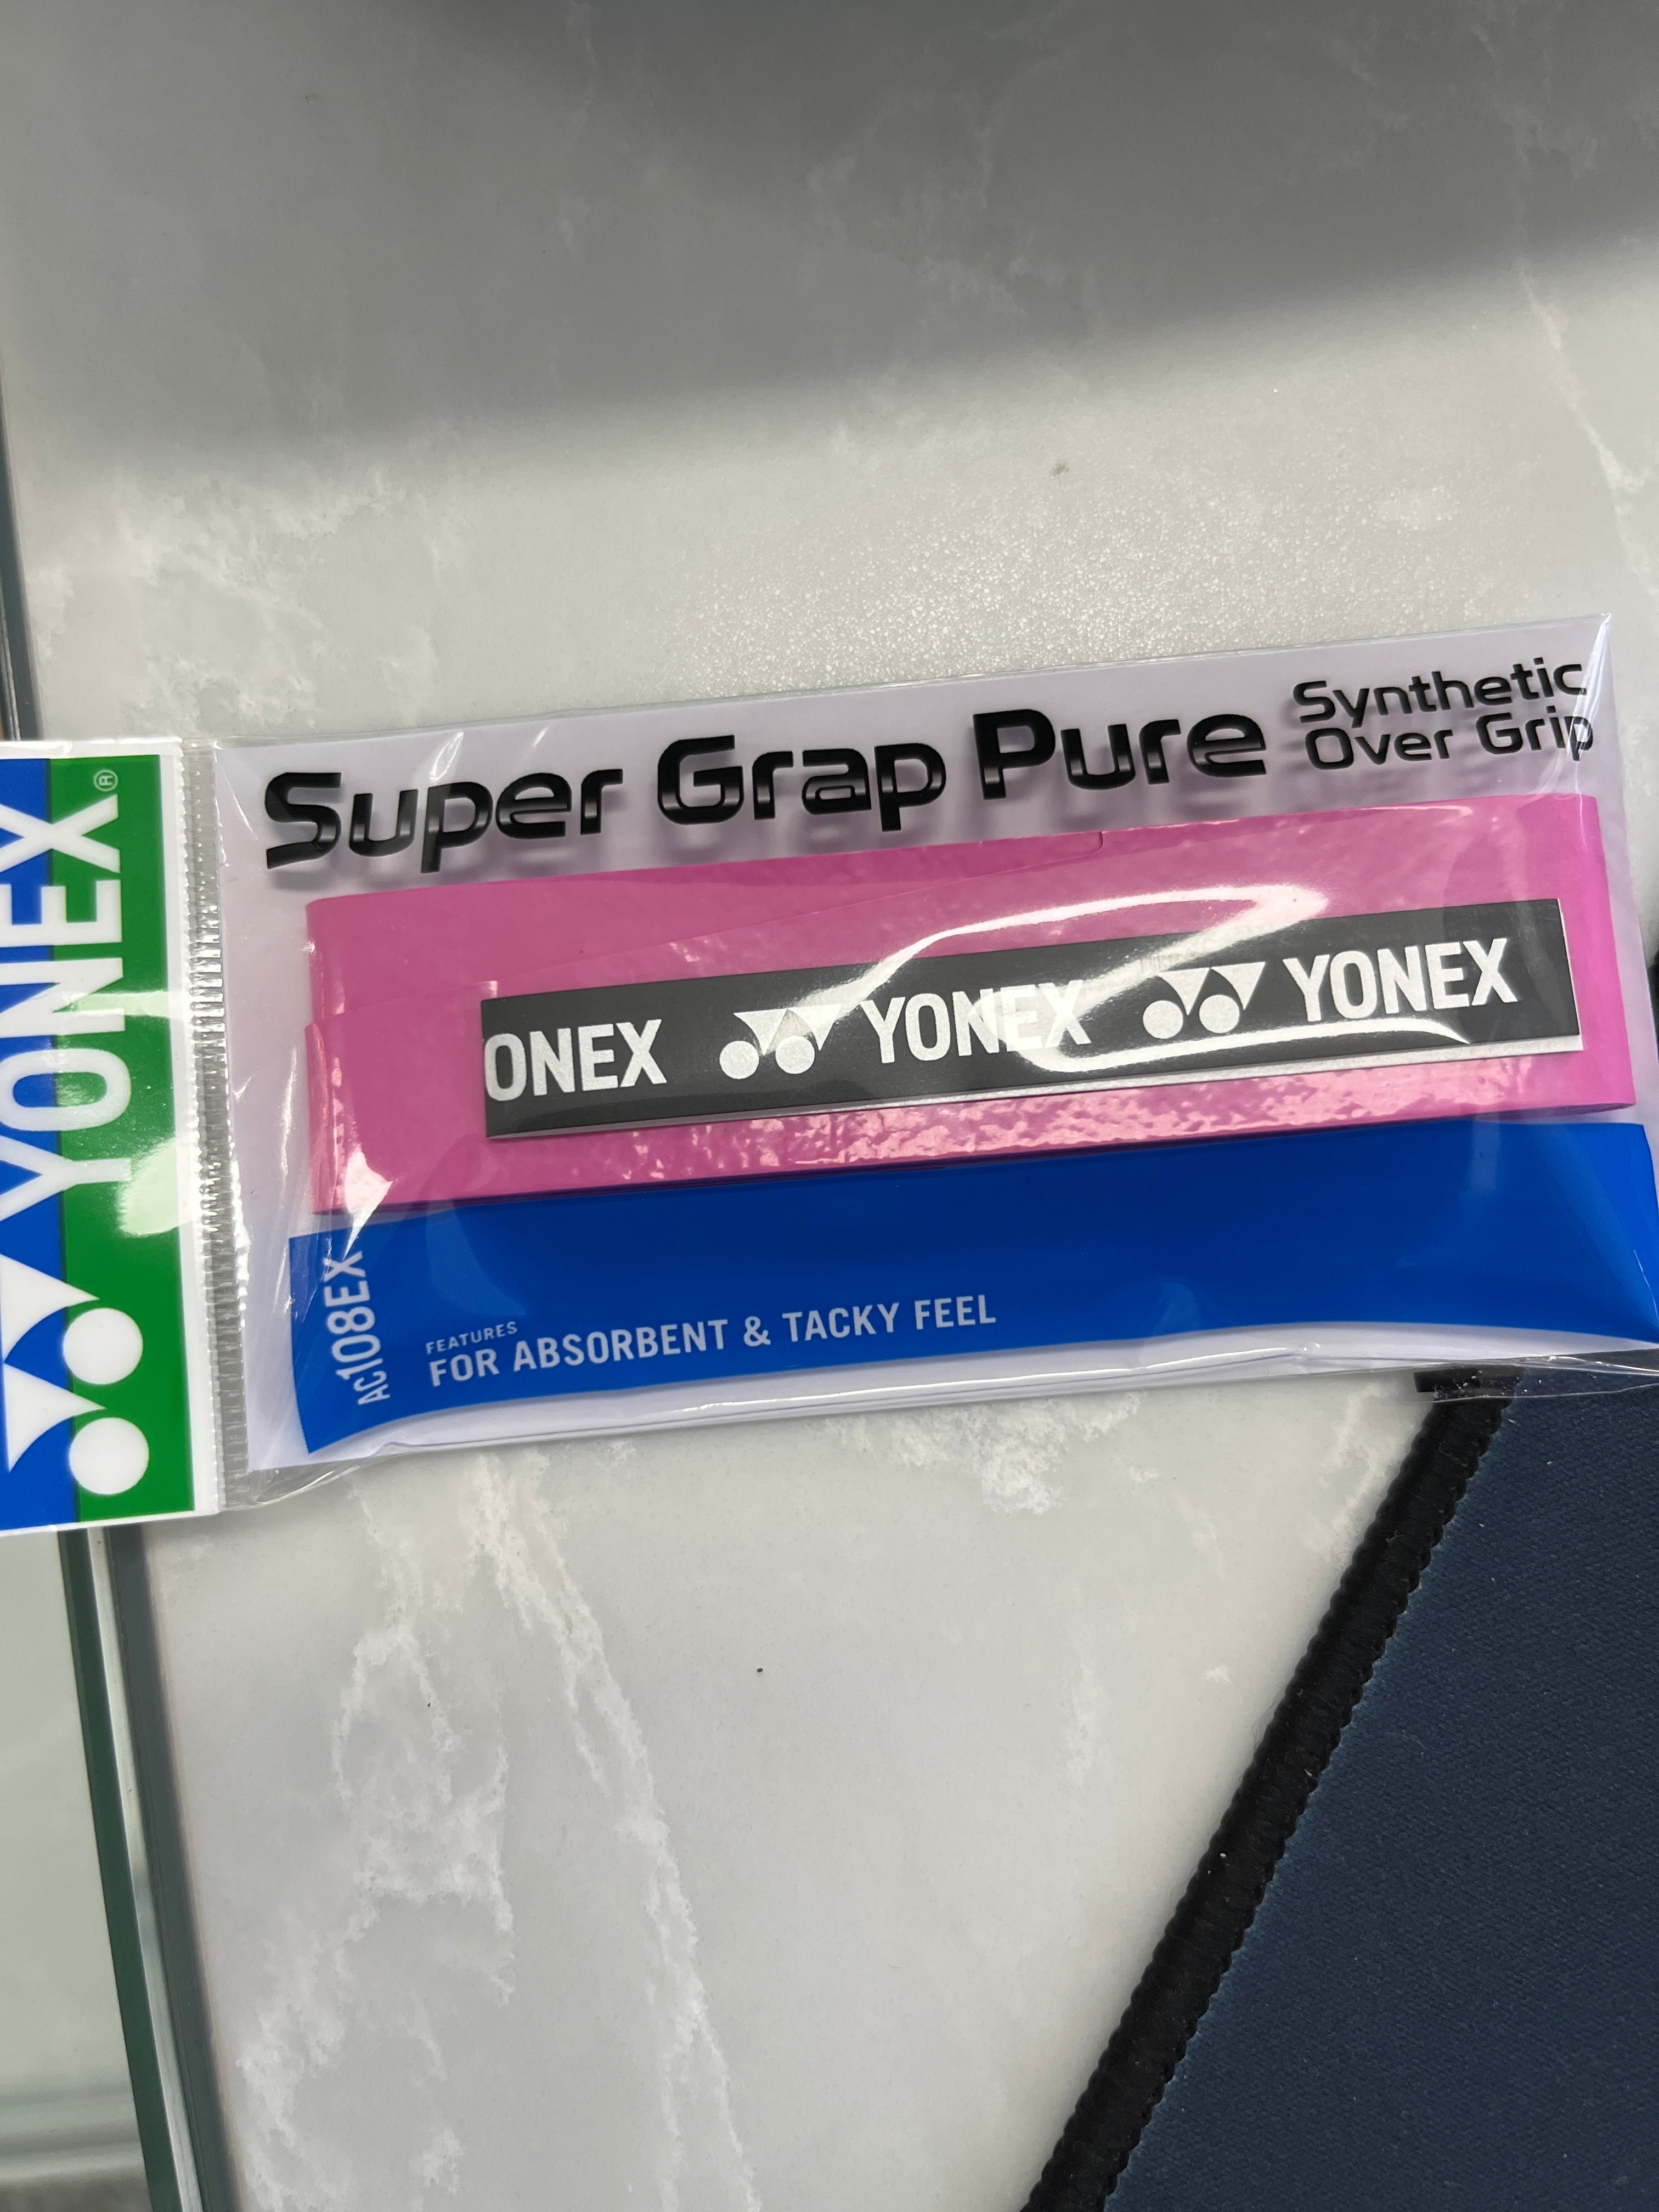 YONEX®
Super Grap Pure
Synthetic
Over Grip
ONEX YONEX YONEX
AC108EX
FEATURES
FOR ABSORBENT & TACKY FEEL